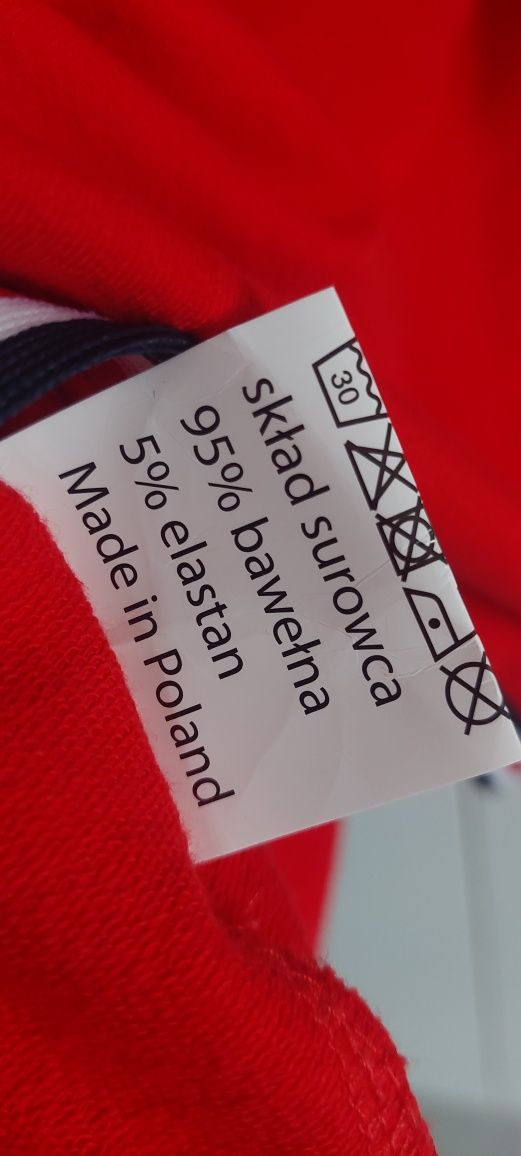 30
skład surowca
95% bawełna
5% elastan
Made in Poland